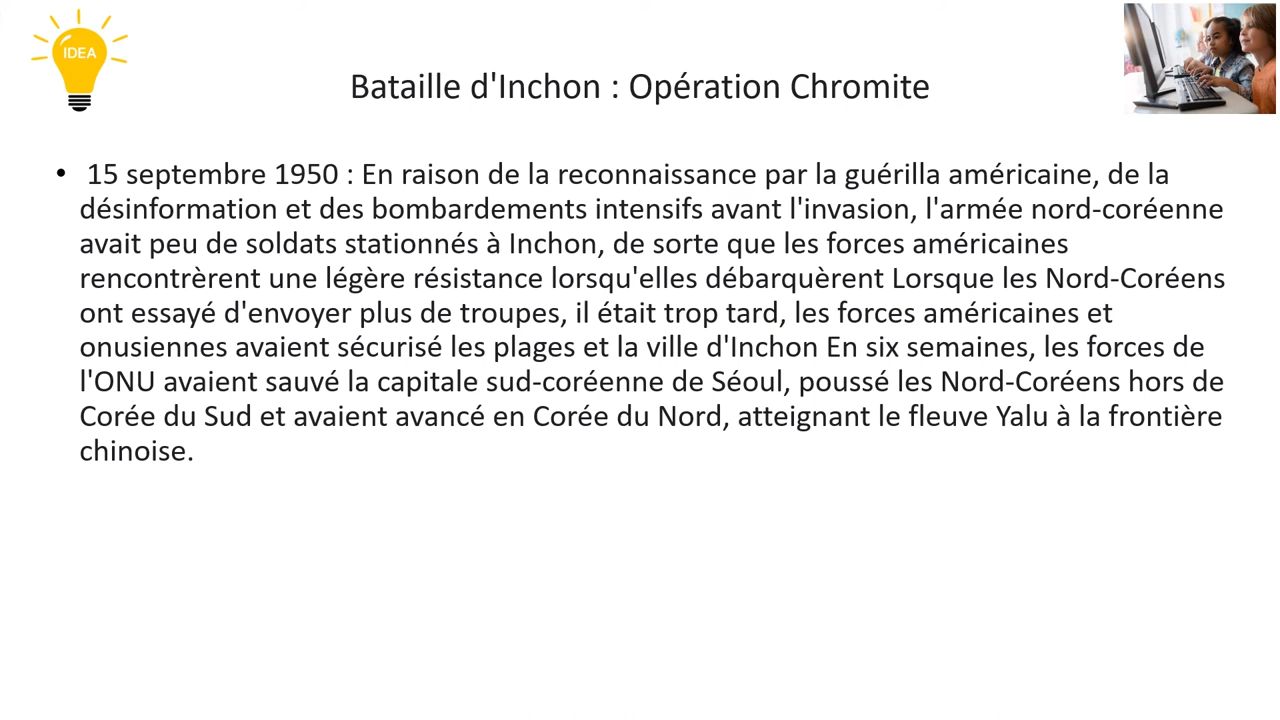 IDEA
Bataille d'Inchon : Opération Chromite
• 15 septembre 1950 : En raison de la reconnaissance par la guérilla américaine, de la
désinformation et des bombardements intensifs avant l'invasion, l'armée nord-coréenne
avait peu de soldats stationnés à Inchon, de sorte que les forces américaines
rencontrèrent une légère résistance lorsqu'elles débarquèrent Lorsque les Nord-Coréens
ont essayé d'envoyer plus de troupes, il était trop tard, les forces américaines et
onusiennes avaient sécurisé les plages et la ville d'Inchon En six semaines, les forces de
l'ONU avaient sauvé la capitale sud-coréenne de Séoul, poussé les Nord-Coréens hors de
Corée du Sud et avaient avancé en Corée du Nord, atteignant le fleuve Yalu à la frontière
chinoise.